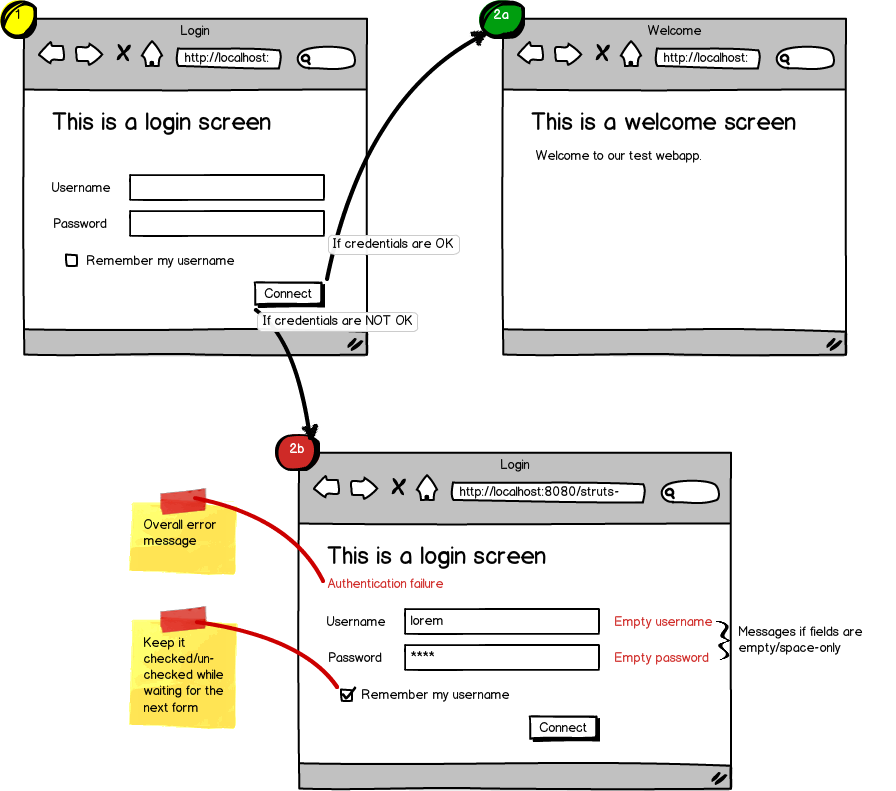 1
Login
http://localhost:
This is a login screen
Username
Password
Remember my username
Connect
If credentials are OK
If credentials are NOT OK
2a
Welcome
http://localhost:
This is a welcome screen
Welcome to our test webapp.
2b
Login
http://localhost:8080/struts-
This is a login screen
Authentication failure
Username
lorem
Empty username
Password
****
Empty password
Remember my username
Connect
Messages if fields are
empty/space-only
Overall error
message
Keep it
checked/un-
checked while
waiting for the
next form